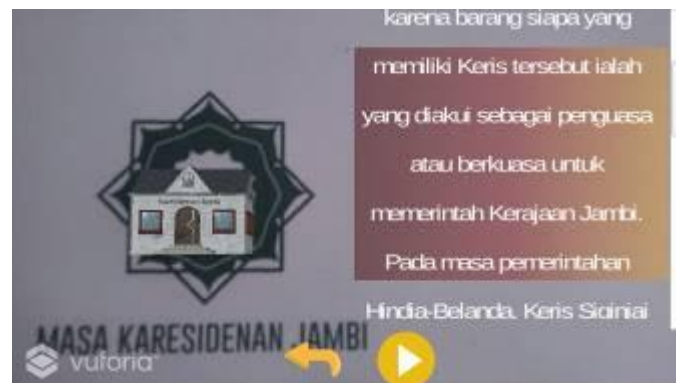 karena barang siapa yang
memiliki Keris tersebut ialah
yang diakui sebagai penguasa
atau berkuasa untuk
memerintah Kerajaan Jambi.
Pada masa pemerintahan
Hindia-Belanda. Keris Siginjai
MASA KARESIDENAN JAMBI
vuforia